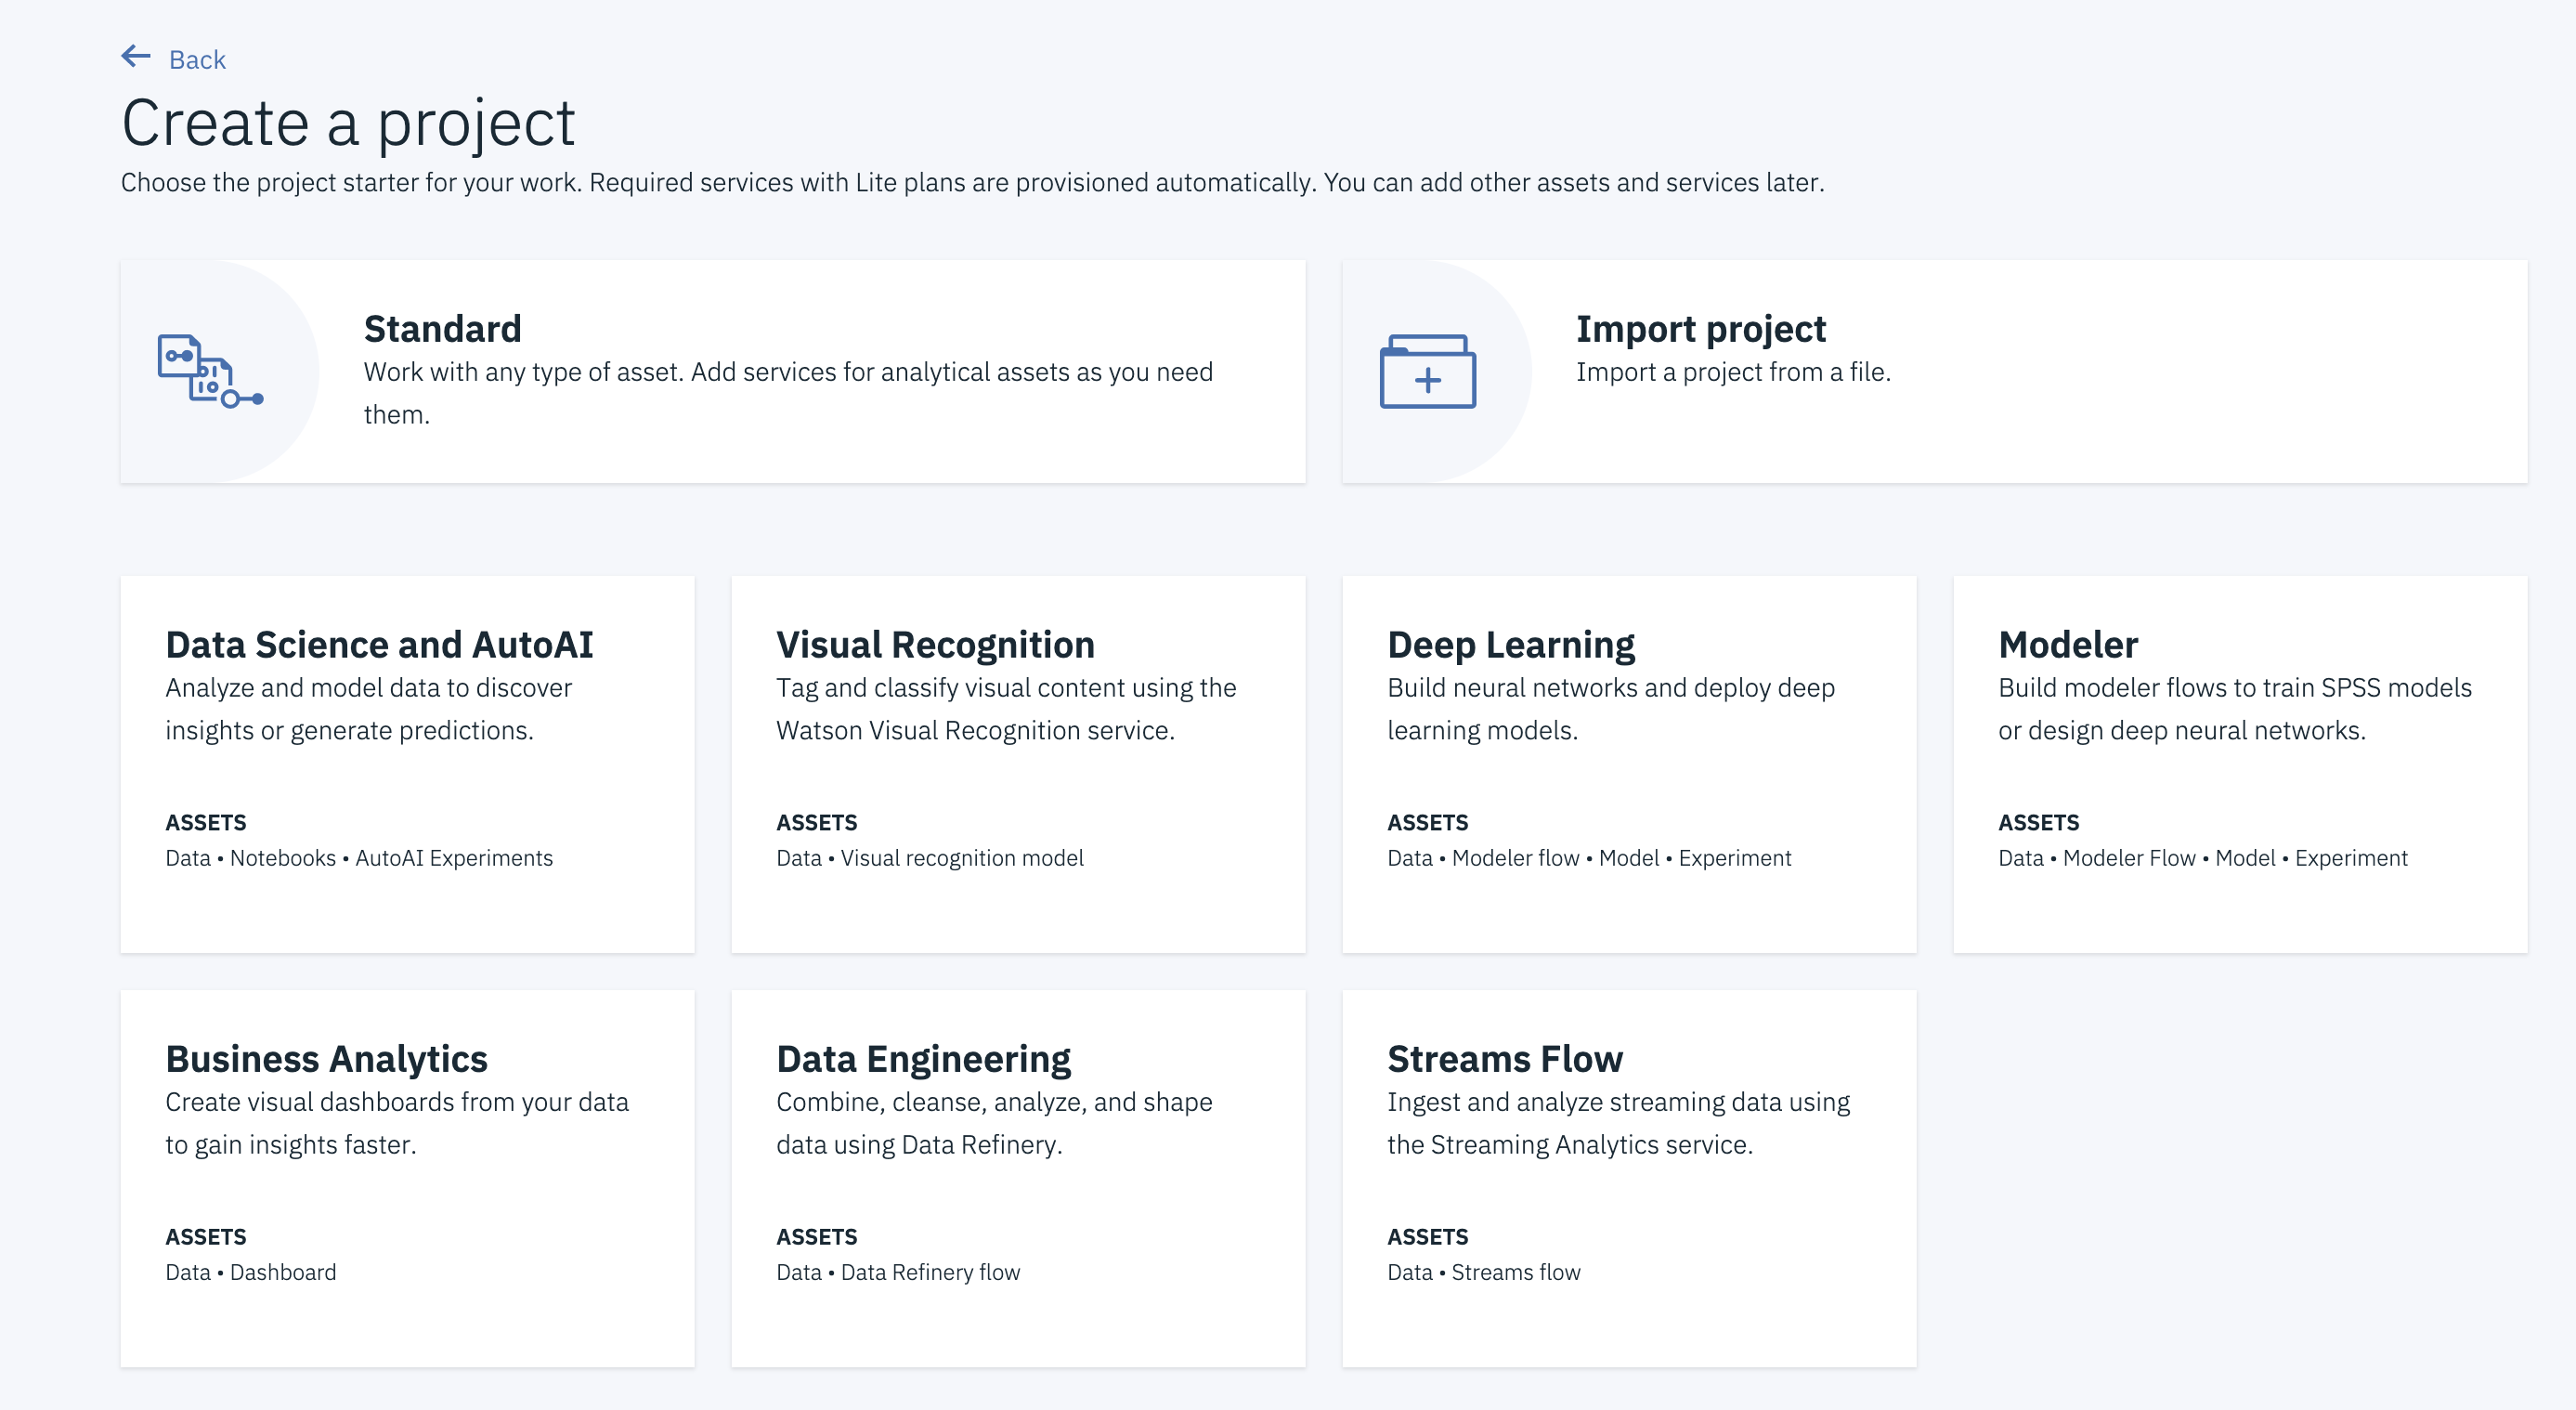 Back
Create a project
Choose the project starter for your work. Required services with Lite plans are provisioned automatically. You can add other assets and services later.
Standard
Work with any type of asset. Add services for analytical assets as you need
them.
Import project
Import a project from a file.
Data Science and AutoAI
Analyze and model data to discover
insights or generate predictions.
ASSETS
Data • Notebooks • AutoAI Experiments
Visual Recognition
Tag and classify visual content using the
Watson Visual Recognition service.
ASSETS
Data • Visual recognition model
Deep Learning
Build neural networks and deploy deep
learning models.
ASSETS
Data • Modeler flow • Model • Experiment
Modeler
Build modeler flows to train SPSS models
or design deep neural networks.
ASSETS
Data • Modeler Flow • Model • Experiment
Business Analytics
Create visual dashboards from your data
to gain insights faster.
ASSETS
Data • Dashboard
Data Engineering
Combine, cleanse, analyze, and shape
data using Data Refinery.
ASSETS
Data • Data Refinery flow
Streams Flow
Ingest and analyze streaming data using
the Streaming Analytics service.
ASSETS
Data • Streams flow